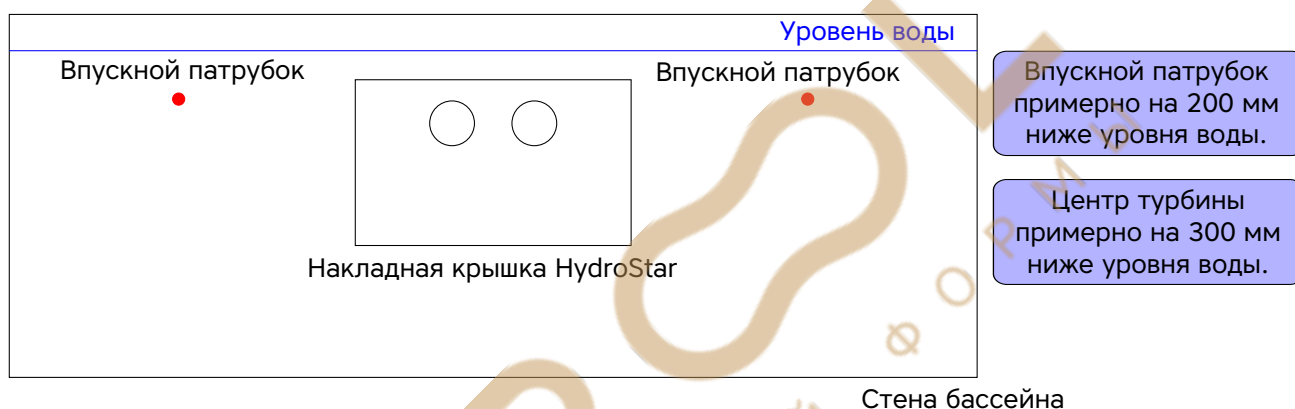 Уровень воды
Впускной патрубок
Впускной патрубок
Впускной патрубок
примерно на 200 мм
ниже уровня воды.
Центр турбины
примерно на 300 мм
ниже уровня воды.
Накладная крышка HydroStar
Стена бассейна